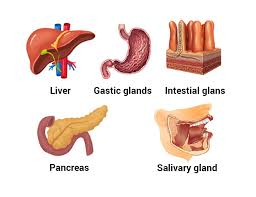 Liver
Gastic glands
Intestial glans
Pancreas
Salivary gland